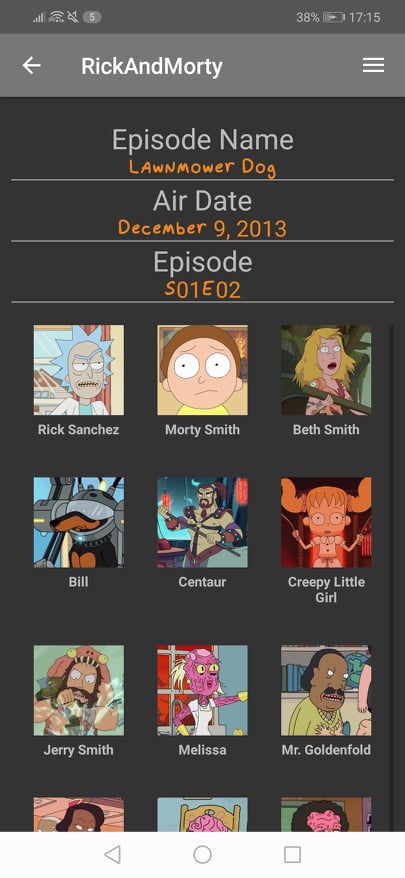 5 38% 17:15
RickAndMorty
Episode Name
Lawnmower Dog
Air Date
December 9, 2013
Episode
S01E02
Rick Sanchez Morty Smith Beth Smith
Bill Centaur Creepy Little
Girl
Jerry Smith Melissa Mr. Goldenfold